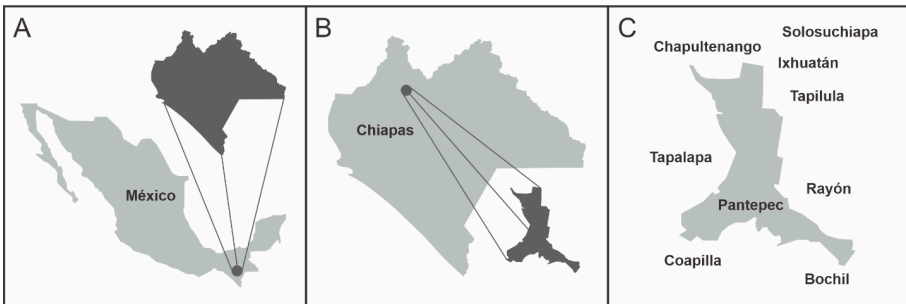 A
México
B
Chiapas
C
Solosuchiapa
Chapultenango
Ixhuatán
Tapilula
Tapalapa
Rayón
Pantepec
Coapilla
Bochil